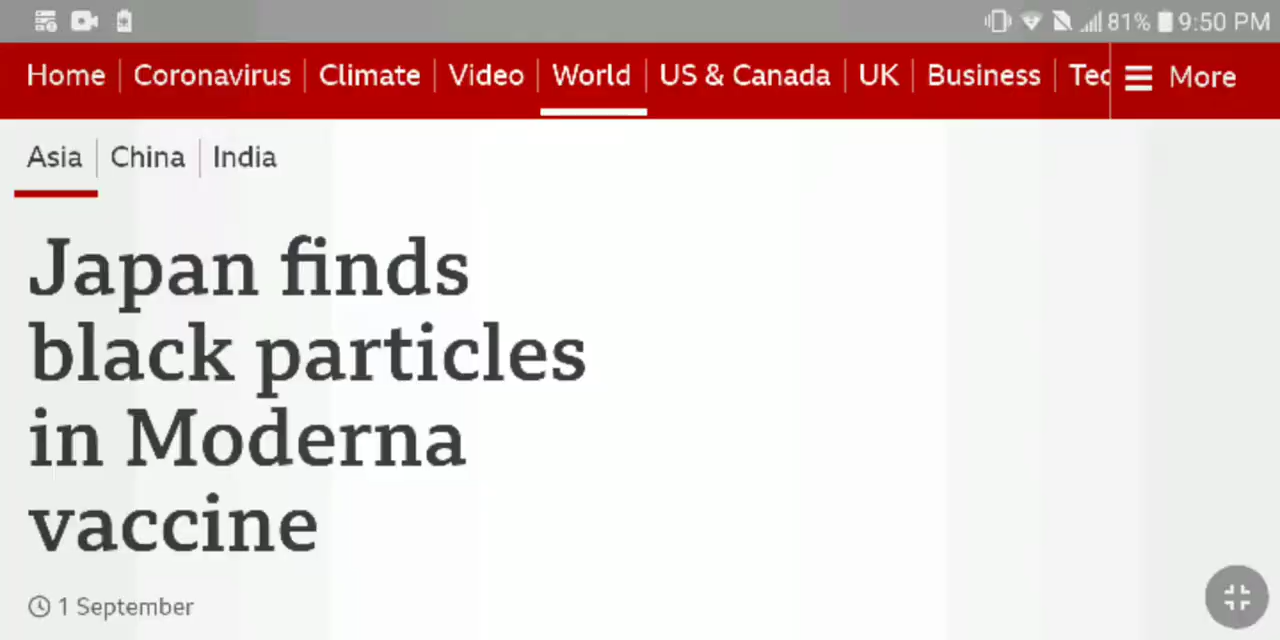 81% 9:50 PM
Home Coronavirus Climate Video World US & Canada UK Business Tec More
Asia China India
Japan finds
black particles
in Moderna
vaccine
1 September